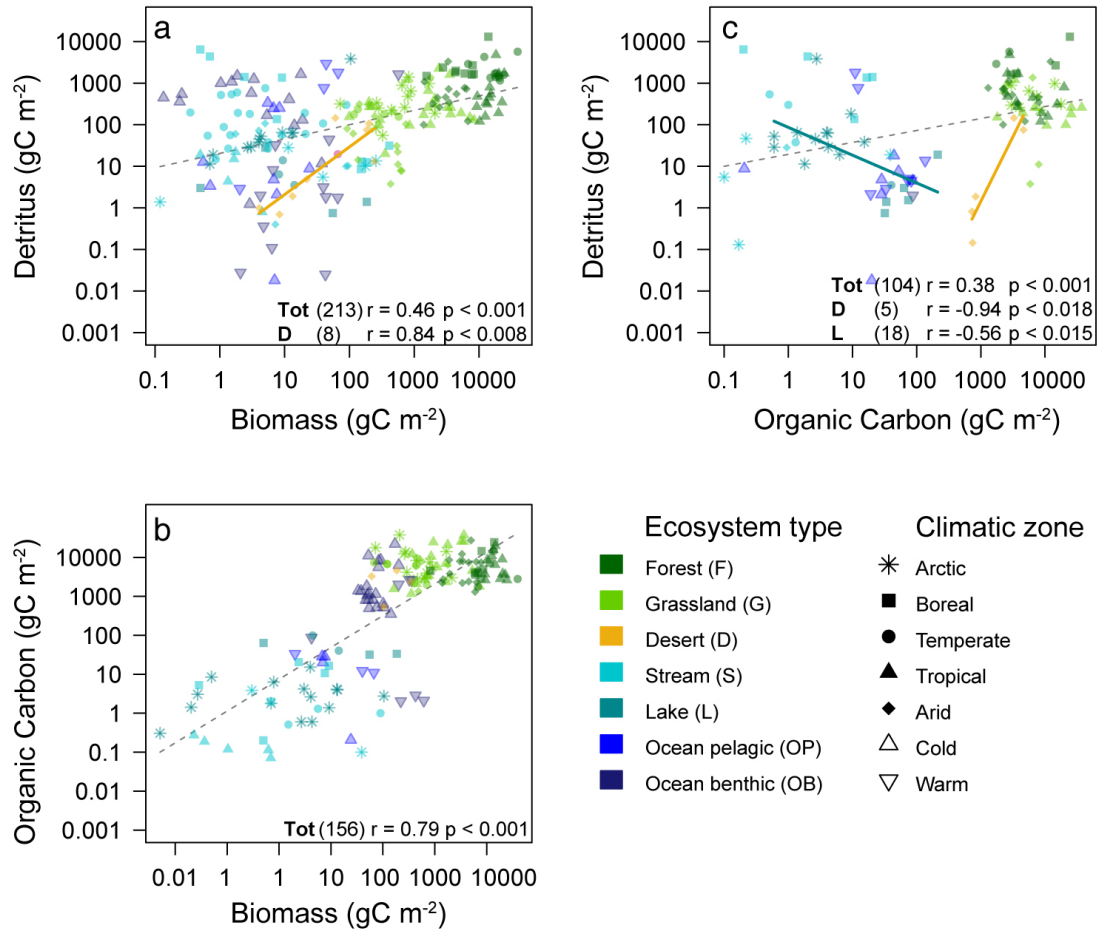 a
Detritus (gC m-2)
10000
1000
100
10
1
0.1
0.01
0.001
Tot (213) r = 0.46 p < 0.001
D (8) r = 0.84 p < 0.008
0.1 1 10 100 1000 10000
Biomass (gC m-2)
c
Detritus (gC m-2)
10000
1000
100
10
1
0.1
0.01
0.001
Tot (104) r = 0.38 p < 0.001
D (5) r = -0.94 p < 0.018
L (18) r = -0.56 p < 0.015
0.1 1 10 100 1000 10000
Organic Carbon (gC m-2)
b
Organic Carbon (gC m-2)
10000
1000
100
10
1
0.1
0.01
0.001
Tot (156) r = 0.79 p < 0.001
0.01 1 1 10 100 1000 10000
Biomass (gC m-2)
Ecosystem type
Forest (F)
Grassland (G)
Desert (D)
Stream (S)
Lake (L)
Ocean pelagic (OP)
Ocean benthic (OB)
Climatic zone
Arctic
Boreal
Temperate
Tropical
Arid
Cold
Warm